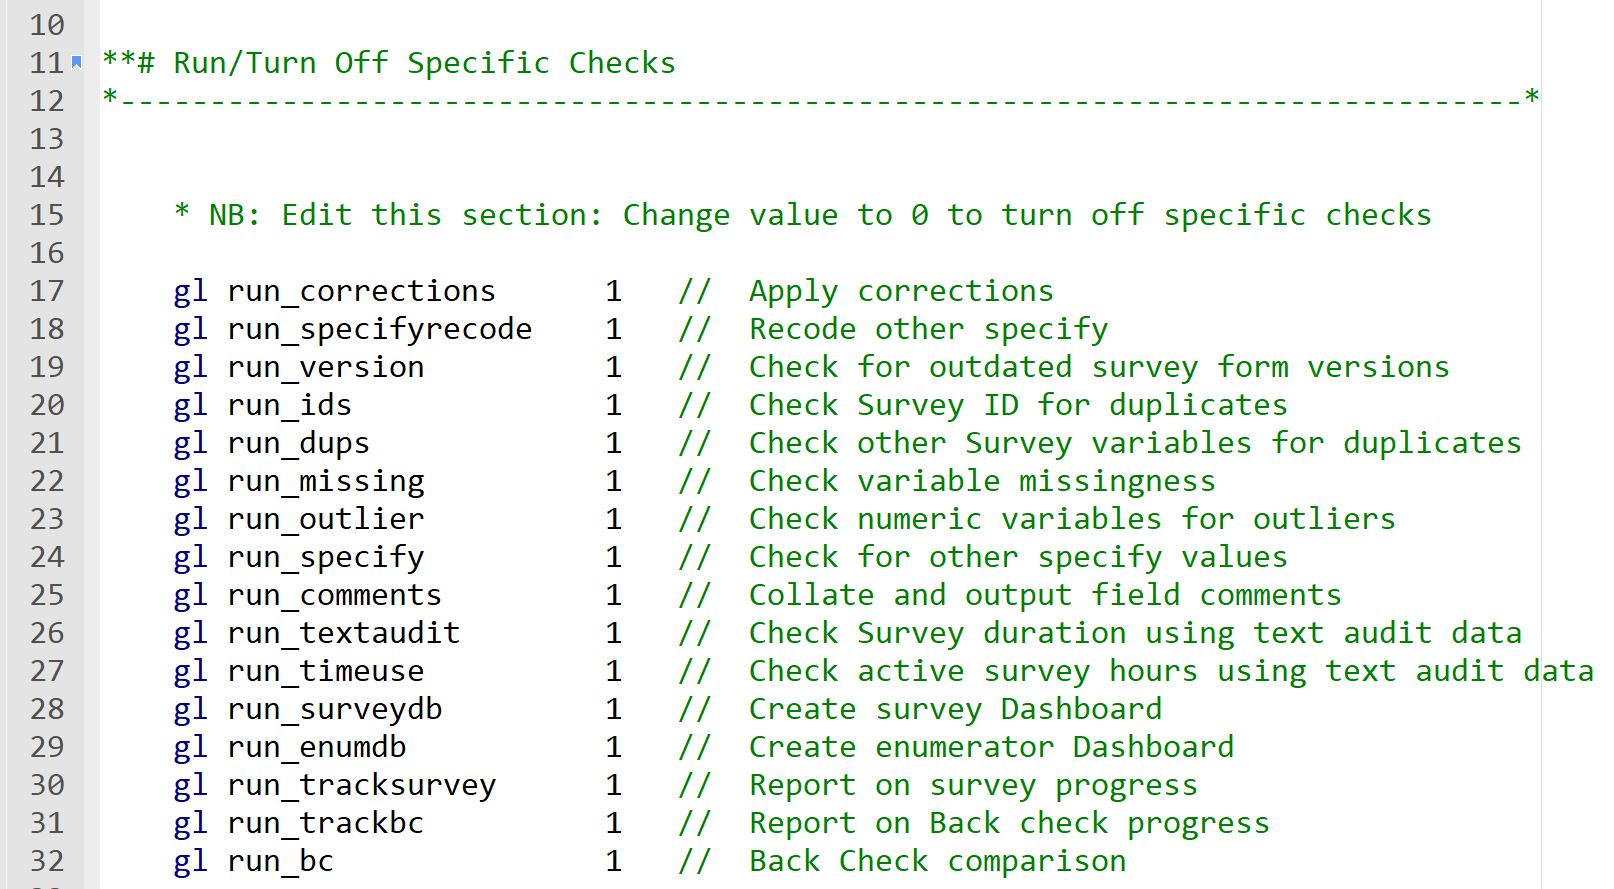 10
11 **# Run/Turn Off Specific Checks
12 *------------------------------------------------------------------------------*
13
14
15 * NB: Edit this section: Change value to 0 to turn off specific checks
16
17 gl run_corrections 1 // Apply corrections
18 gl run_specifyrecode 1 // Recode other specify
19 gl run_version 1 // Check for outdated survey form versions
20 gl run_ids 1 // Check Survey ID for duplicates
21 gl run_dups 1 // Check other Survey variables for duplicates
22 gl run_missing 1 // Check variable missingness
23 gl run_outlier 1 // Check numeric variables for outliers
24 gl run_specify 1 // Check for other specify values
25 gl run_comments 1 // Collate and output field comments
26 gl run_textaudit 1 // Check Survey duration using text audit data
27 gl run_timeuse 1 // Check active survey hours using text audit data
28 gl run_surveydb 1 // Create survey Dashboard
29 gl run_enumdb 1 // Create enumerator Dashboard
30 gl run_tracksurvey 1 // Report on survey progress
31 gl run_trackbc 1 // Report on Back check progress
32 gl run_bc 1 // Back Check comparison